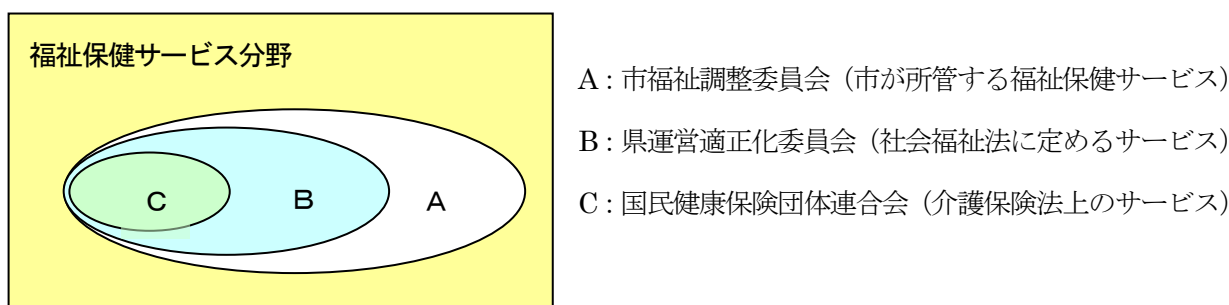 福祉保健サービス分野
C
B
A
A:市福祉調整委員会（市が所管する福祉保健サービス）
B:県運営適正化委員会（社会福祉法に定めるサービス）
C:国民健康保険団体連合会（介護保険法上のサービス）